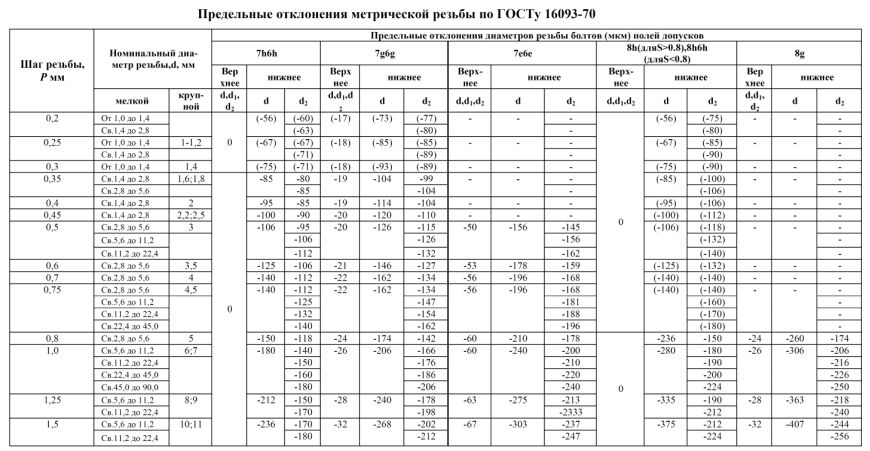 Предельные отклонения метрической резьбы по ГОСТу 16093-70
Шаг резьбы, P мм | Номинальный диаметр резьбы,d, мм | Предельные отклонения диаметров резьбы болтов (мкм) полей допусков
7h6h | 7g6g | 7e6e | 8h(дляS>0.8),8h6h (дляS<0.8) | 8g
Верхнее | нижнее | Верхнее | нижнее | Верхнее | нижнее | Верхнее | нижнее | Верхнее | нижнее
мелкой | крупной | d,d1,d2 | d | d2 | d,d1,d2 | d | d2 | d,d1,d2 | d | d2 | d,d1,d2 | d | d2 | d,d1,d2 | d | d2
0,2 | От 1,0 до 1,4 | | | (-56) | (-60) | (-17) | (-73) | (-77) | - | - | - | | (-56) | (-75) | - | - | -
Св.1,4 до 2,8 | (-63) | (-80) | - | (-80) | -
0,25 | От 1,0 до 1,4 | 1-1,2 | 0 | (-67) | (-67) | (-18) | (-85) | (-85) | - | - | - | | (-67) | (-85) | - | - | -
Св.1,4 до 2,8 | (-71) | (-89) | - | (-90) | -
0,3 | От 1,0 до 1,4 | 1,4 | (-75) | (-71) | (-18) | (-93) | (-89) | - | - | - | | (-75) | (-90) | - | - | -
0,35 | Св.1,4 до 2,8 | 1,6;1,8 | -85 | -80 | -19 | -104 | -99 | - | - | - | | (-85) | (-100) | - | - | -
Св.2,8 до 5,6 | -85 | -104 | - | (-106) | -
0,4 | Св.1,4 до 2,8 | 2 | -95 | -85 | -19 | -114 | -104 | - | - | - | | (-95) | (-106) | - | - | -
0,45 | Св.1,4 до 2,8 | 2,2;2,5 | -100 | -90 | -20 | -120 | -110 | - | - | - | 0 | (-100) | (-112) | - | - | -
0,5 | Св.2,8 до 5,6 | 3 | -106 | -95 | -20 | -126 | -115 | -50 | -156 | -145 | | (-106) | (-118) | - | - | -
Св.5,6 до 11,2 | -106 | -126 | -156 | (-132) | -
Св.11,2 до 22,4 | -112 | -132 | -162 | (-140) | -
0,6 | Св.2,8 до 5,6 | 3,5 | -125 | -106 | -21 | -146 | -127 | -53 | -178 | -159 | | (-125) | (-132) | - | - | -
0,7 | Св.2,8 до 5,6 | 4 | -140 | -112 | -22 | -162 | -134 | -56 | -196 | -168 | | (-140) | (-140) | - | - | -
0,75 | Св.2,8 до 5,6 | 4,5 | -140 | -112 | -22 | -162 | -134 | -56 | -196 | -168 | | (-140) | (-140) | - | - | -
Св.5,6 до 11,2 | 0 | -125 | -147 | -181 | (-160) | -
Св.11,2 до 22,4 | -132 | -154 | -188 | (-170) | -
Св.22,4 до 45,0 | -140 | -162 | -196 | (-180) | -
0,8 | Св.2,8 до 5,6 | 5 | -150 | -118 | -24 | -174 | -142 | -60 | -210 | -178 | | -236 | -150 | -24 | -260 | -174
1,0 | Св.5,6 до 11,2 | 6;7 | -180 | -140 | -26 | -206 | -166 | -60 | -240 | -200 | | -280 | -180 | -26 | -306 | -206
Св.11,2 до 22,4 | -150 | -176 | -210 | -190 | -216
Св.22,4 до 45,0 | -160 | -186 | -220 | -200 | -226
Св.45,0 до 90,0 | -180 | -206 | -240 | 0 | -224 | -250
1,25 | Св.5,6 до 11,2 | 8;9 | -212 | -150 | -28 | -240 | -178 | -63 | -275 | -213 | | -335 | -190 | -28 | -363 | -218
Св.11,2 до 22,4 | -170 | -198 | -2333 | -212 | -240
1,5 | Св.5,6 до 11,2 | 10;11 | -236 | -170 | -32 | -268 | -202 | -67 | -303 | -237 | | -375 | -212 | -32 | -407 | -244
Св.11,2 до 22,4 | -180 | -212 | -247 | -224 | -256